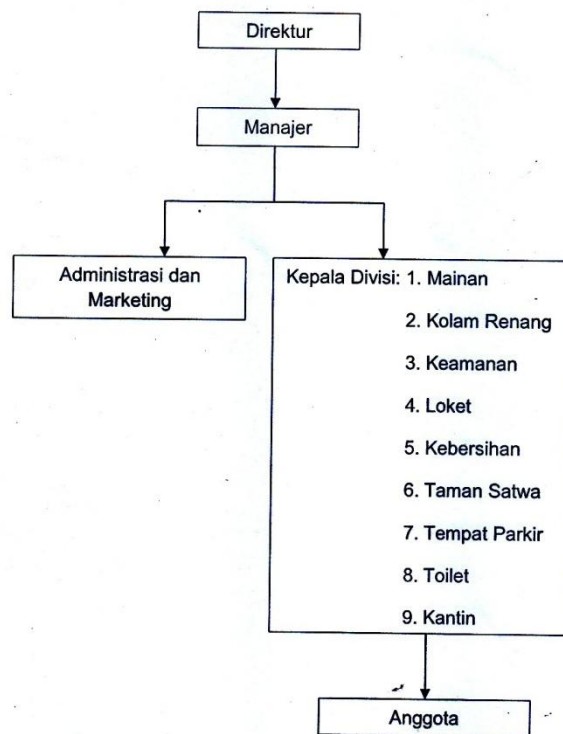 Direktur
Manajer
Administrasi dan
Marketing
Kepala Divisi: 1. Mainan
2. Kolam Renang
3. Keamanan
4. Loket
5. Kebersihan
6. Taman Satwa
7. Tempat Parkir
8. Toilet
9. Kantin
Anggota